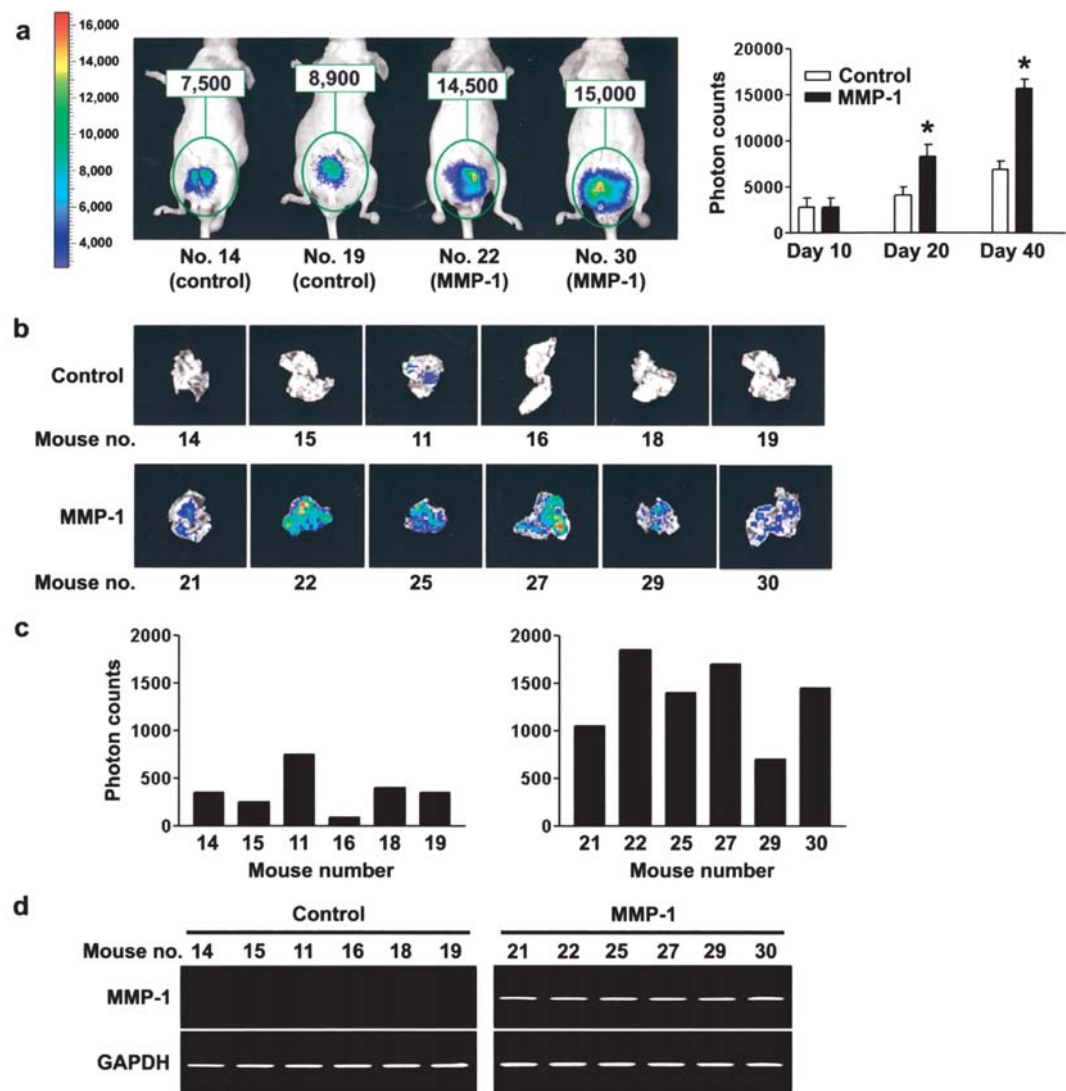 a
16,000
14,000
12,000
10,000
8,000
6,000
4,000
7,500
8,900
14,500
15,000
No. 14
(control)
No. 19
(control)
No. 22
(MMP-1)
No. 30
(MMP-1)
Photon counts
20000
15000
10000
5000
0
Control
MMP-1
*
*
Day 10 Day 20 Day 40
b
Control
Mouse no. 14 15 11 16 18 19
MMP-1
Mouse no. 21 22 25 27 29 30
c
Photon counts
2000
1500
1000
500
0
14 15 11 16 18 19
Mouse number
2000
1500
1000
500
0
21 22 25 27 29 30
Mouse number
d
Control MMP-1
Mouse no. 14 15 11 16 18 19 21 22 25 27 29 30
MMP-1
GAPDH